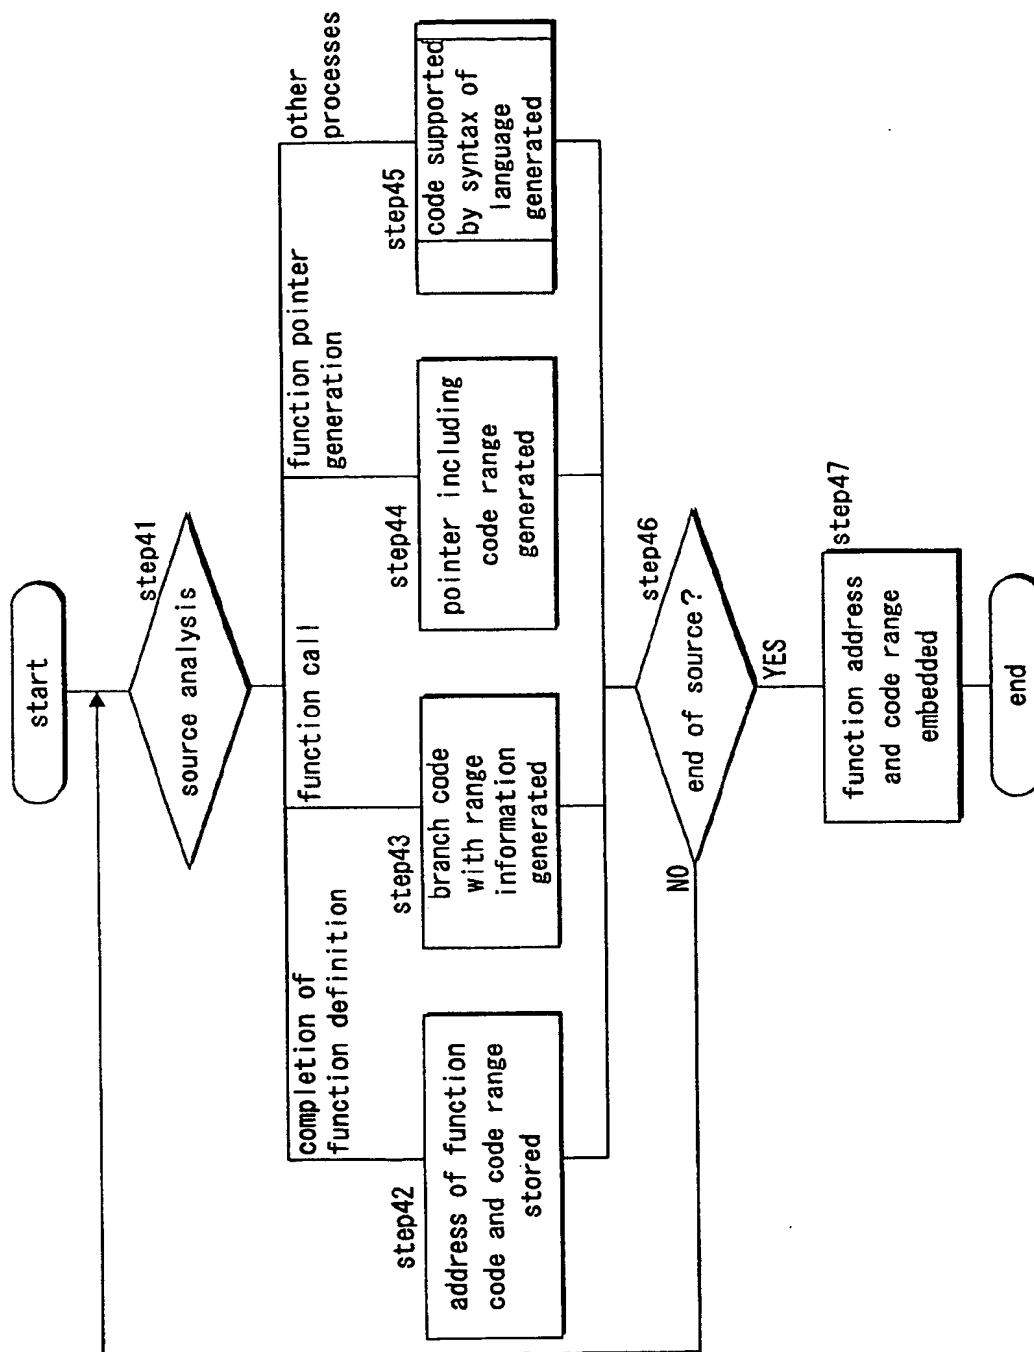 start
step41
source analysis
completion of
function definition
function call
function pointer
generation
other
processes
step42
address of function
code and code range
stored
step43
branch code
with range
information
generated
step44
pointer including
code range
generated
step45
code supported
by syntax of
language
generated
step46
end of source?
NO
YES
step47
function address
and code range
embedded
end